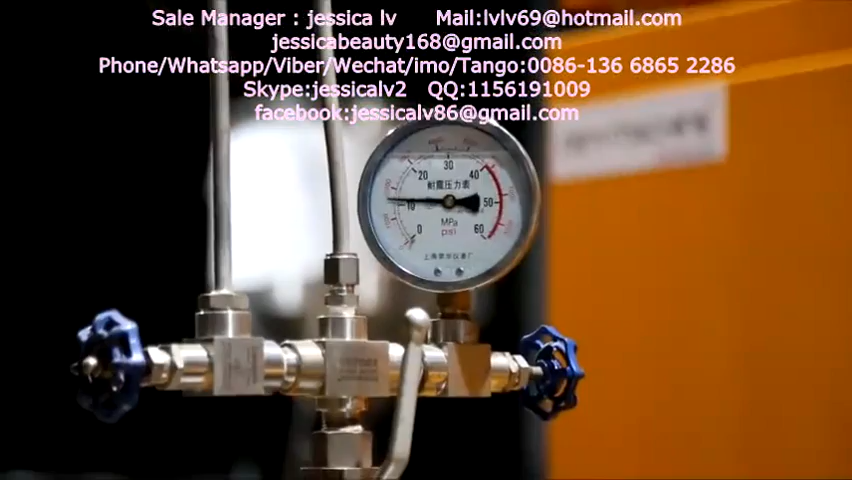 Sale Manager : jessica lv Mail:lvlv69@hotmail.com
jessicabeauty168@gmail.com
Phone/Whatsapp/Viber/Wechat/imo/Tango:0086-136 6865 2286
Skype:jessicalv2 QQ:1156191009
facebook:jessicalv86@gmail.com
30
20 40
耐震压力表
10 50
MPa
0 psi 60